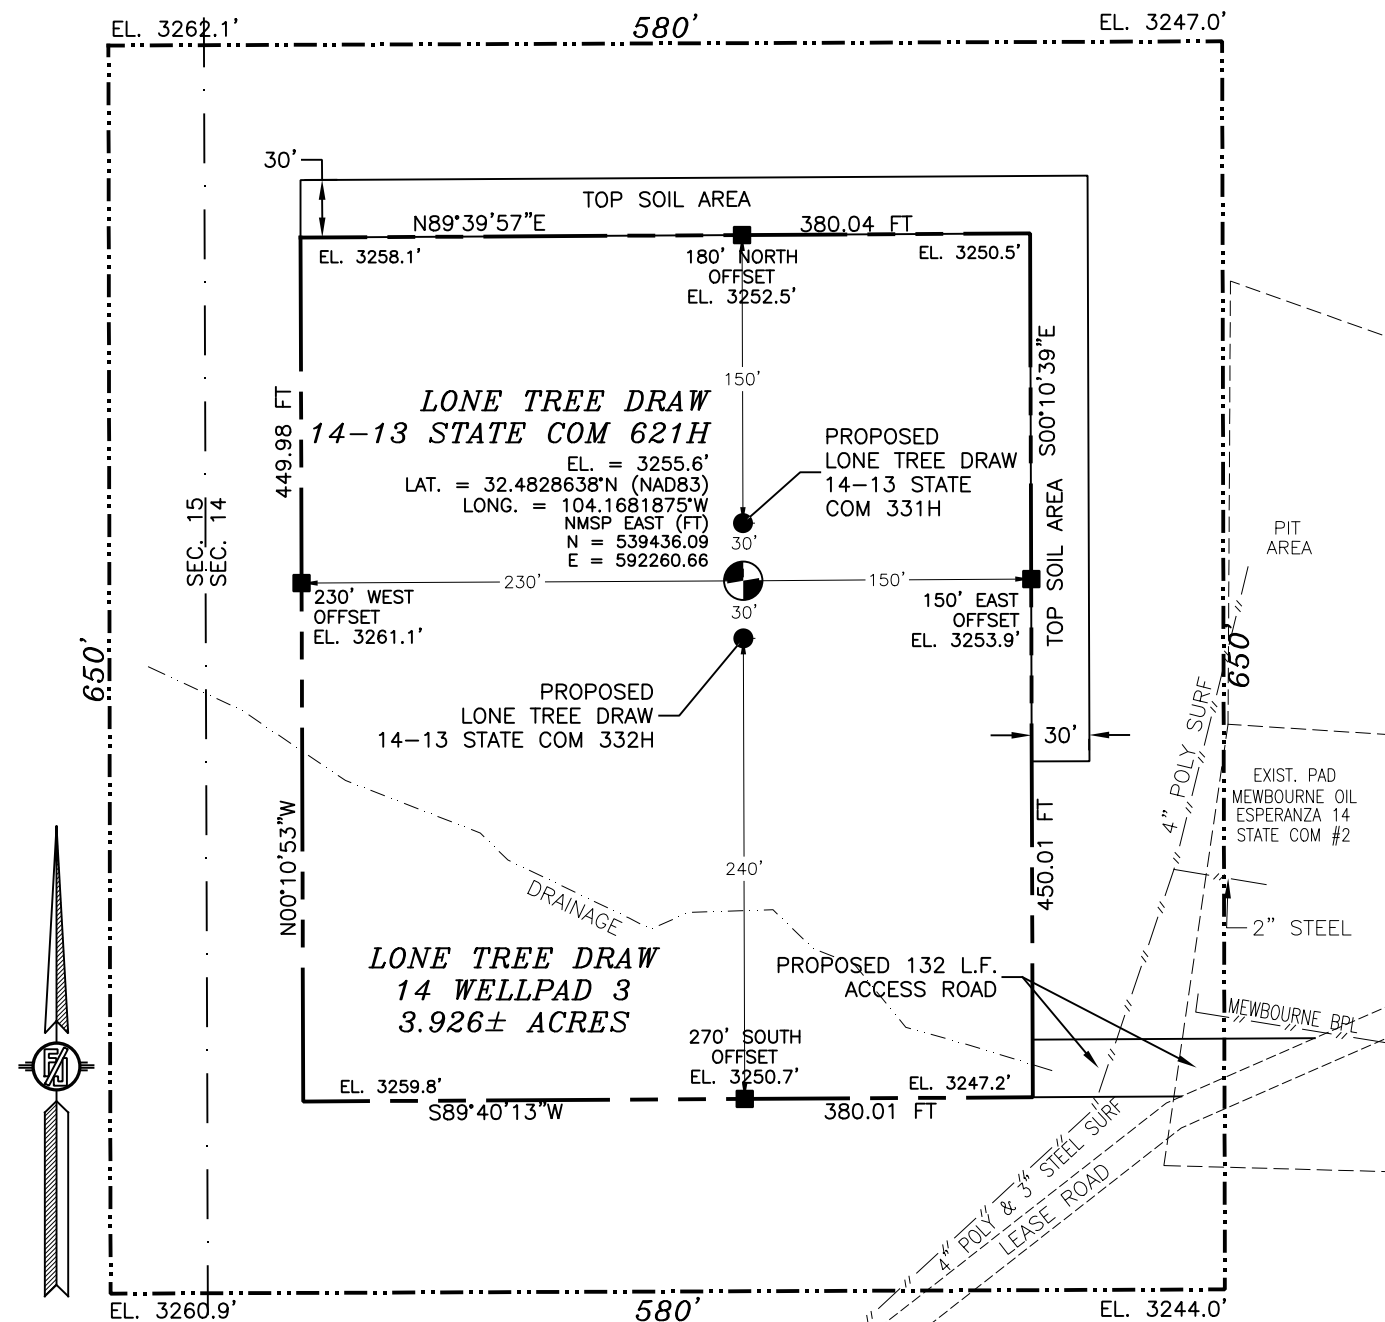 EL. 3262.1'
580'
EL. 3247.0'
30'
TOP SOIL AREA
N89°39'57"E
380.04 FT
EL. 3258.1'
180' NORTH
OFFSET
EL. 3252.5'
EL. 3250.5'
S00°10'39"E
449.98 FT
150'
LONE TREE DRAW
14-13 STATE COM 621H
EL. = 3255.6'
LAT. = 32.4828638°N (NAD83)
LONG. = 104.1681875°W
NMSP EAST (FT)
N = 539436.09
E = 592260.66
PROPOSED
LONE TREE DRAW
14-13 STATE
COM 331H
TOP SOIL AREA
SEC. 15
SEC. 14
PIT
AREA
30'
230'
150'
30'
230' WEST
OFFSET
EL. 3261.1'
150' EAST
OFFSET
EL. 3253.9'
650'
650'
PROPOSED
LONE TREE DRAW
14-13 STATE COM 332H
30'
4" POLY SURF
EXIST. PAD
MEWBOURNE OIL
ESPERANZA 14
STATE COM #2
N00°10'53"W
450.01 FT
240'
DRAINAGE
2" STEEL
LONE TREE DRAW
14 WELLPAD 3
3.926± ACRES
PROPOSED 132 L.F.
ACCESS ROAD
MEWBOURNE BPL
270' SOUTH
OFFSET
EL. 3250.7'
EL. 3259.8'
EL. 3247.2'
S89°40'13"W
380.01 FT
4" POLY & 3" STEEL SURF
LEASE ROAD
EL. 3260.9'
580'
EL. 3244.0'